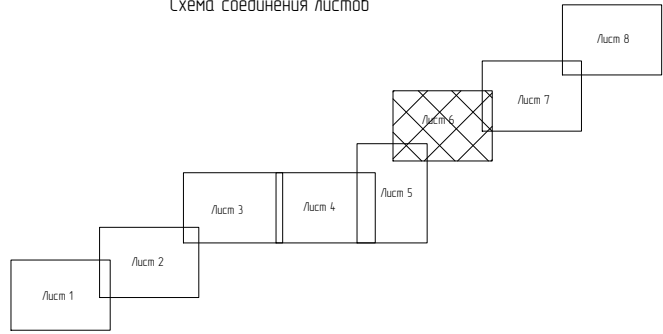 Схема соединения листов
Лист 8
Лист 7
Лист 6
Лист 5
Лист 4
Лист 3
Лист 2
Лист 1